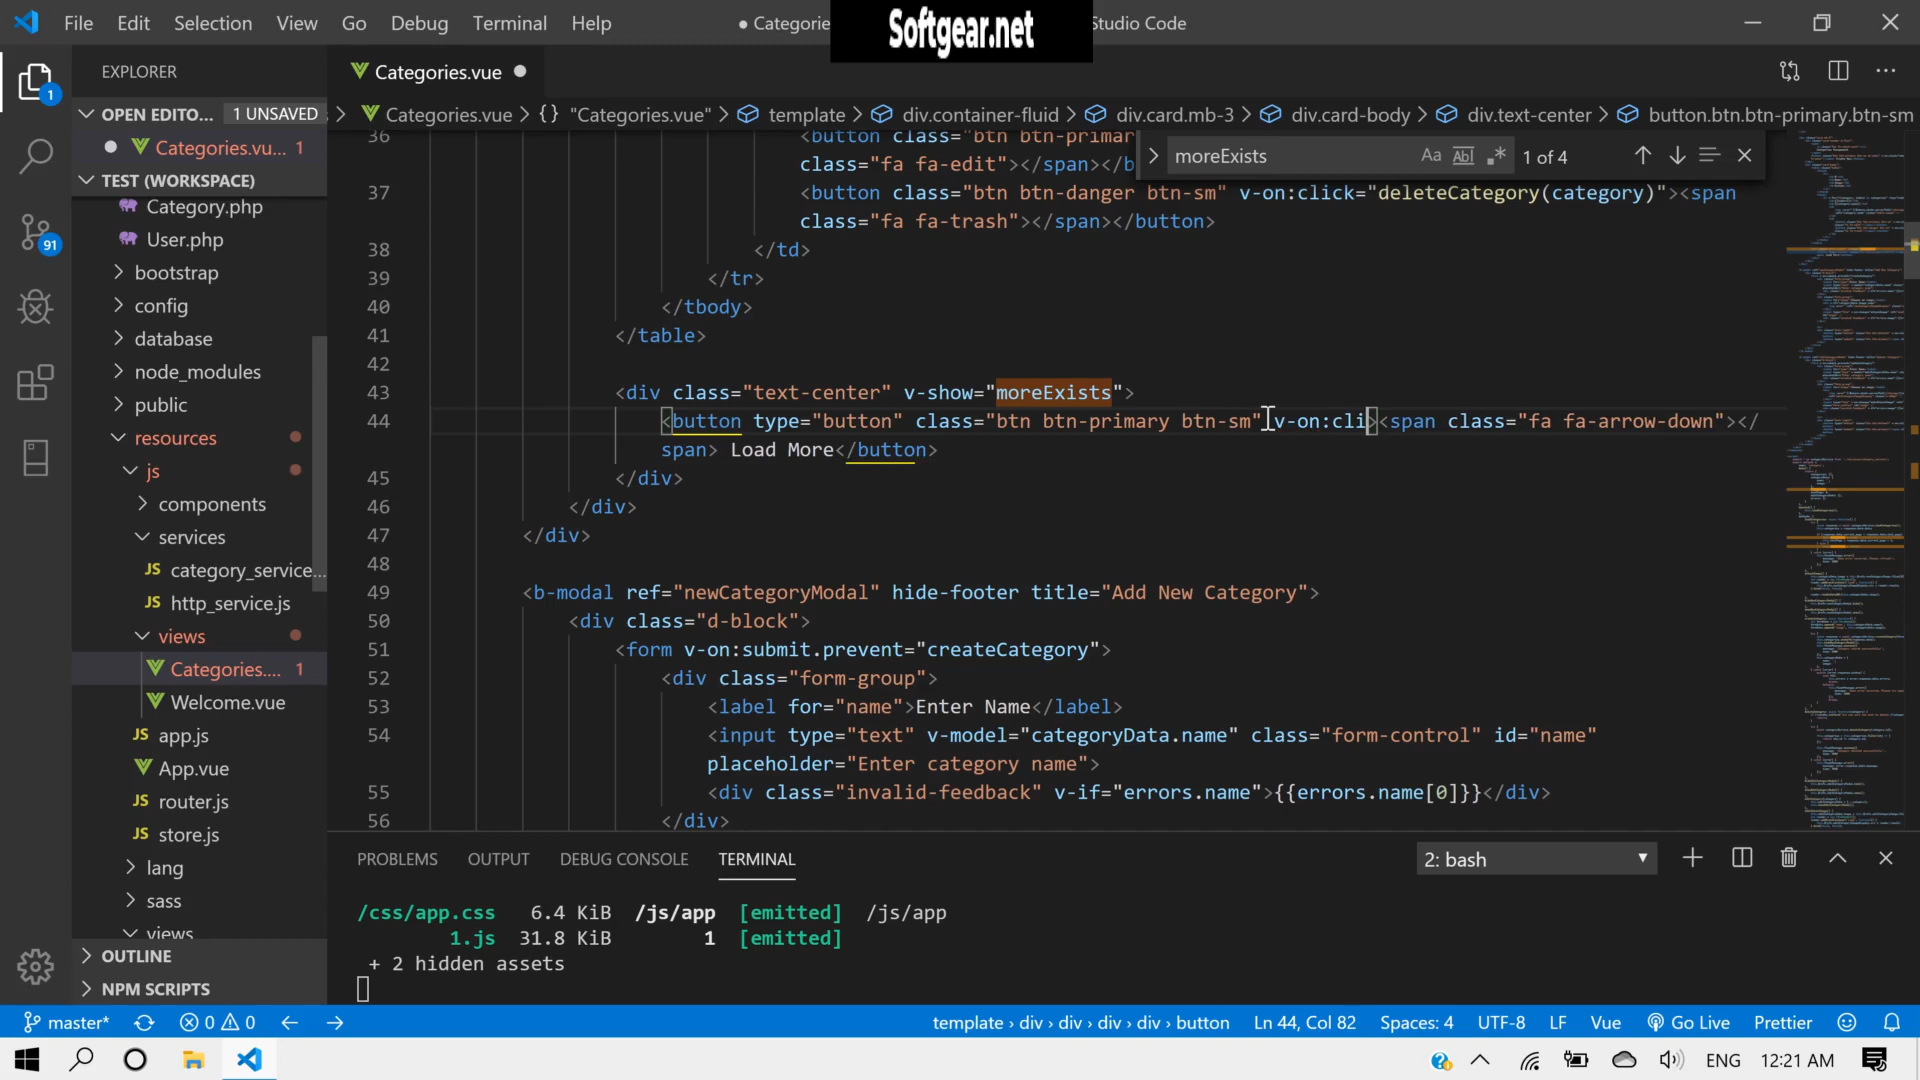 File Edit Selection View Go Debug Terminal Help ● Categorie Softgear.net Studio Code
EXPLORER
Categories.vue
OPEN EDITO... 1 UNSAVED
Categories.vue > {} "Categories.vue" > template > div.container-fluid > div.card.mb-3 > div.card-body > div.text-center > button.btn.btn-primary.btn-sm
Categories.vu... 1
TEST (WORKSPACE)
Category.php
User.php
bootstrap
config
database
node_modules
public
resources
js
components
services
category_service...
http_service.js
views
Categories.... 1
Welcome.vue
app.js
App.vue
router.js
store.js
lang
sass
views
OUTLINE
NPM SCRIPTS
1
91
moreExists Aa Abl .* 1 of 4
36 <button class="btn btn-primar
class="fa fa-edit"></span></b
37 <button class="btn btn-danger btn-sm" v-on:click="deleteCategory(category)"><span
class="fa fa-trash"></span></button>
38 </td>
39 </tr>
40 </tbody>
41 </table>
42
43 <div class="text-center" v-show="moreExists">
44 <button type="button" class="btn btn-primary btn-sm" v-on:cli><span class="fa fa-arrow-down"></
span> Load More</button>
45 </div>
46 </div>
47 </div>
48
49 <b-modal ref="newCategoryModal" hide-footer title="Add New Category">
50 <div class="d-block">
51 <form v-on:submit.prevent="createCategory">
52 <div class="form-group">
53 <label for="name">Enter Name</label>
54 <input type="text" v-model="categoryData.name" class="form-control" id="name"
placeholder="Enter category name">
55 <div class="invalid-feedback" v-if="errors.name">{{errors.name[0]}}</div>
56 </div>
PROBLEMS OUTPUT DEBUG CONSOLE TERMINAL 2: bash
/css/app.css 6.4 KiB /js/app [emitted] /js/app
1.js 31.8 KiB 1 [emitted]
+ 2 hidden assets
master* 0 0 template › div › div › div › div › button Ln 44, Col 82 Spaces: 4 UTF-8 LF Vue Go Live Prettier
ENG 12:21 AM